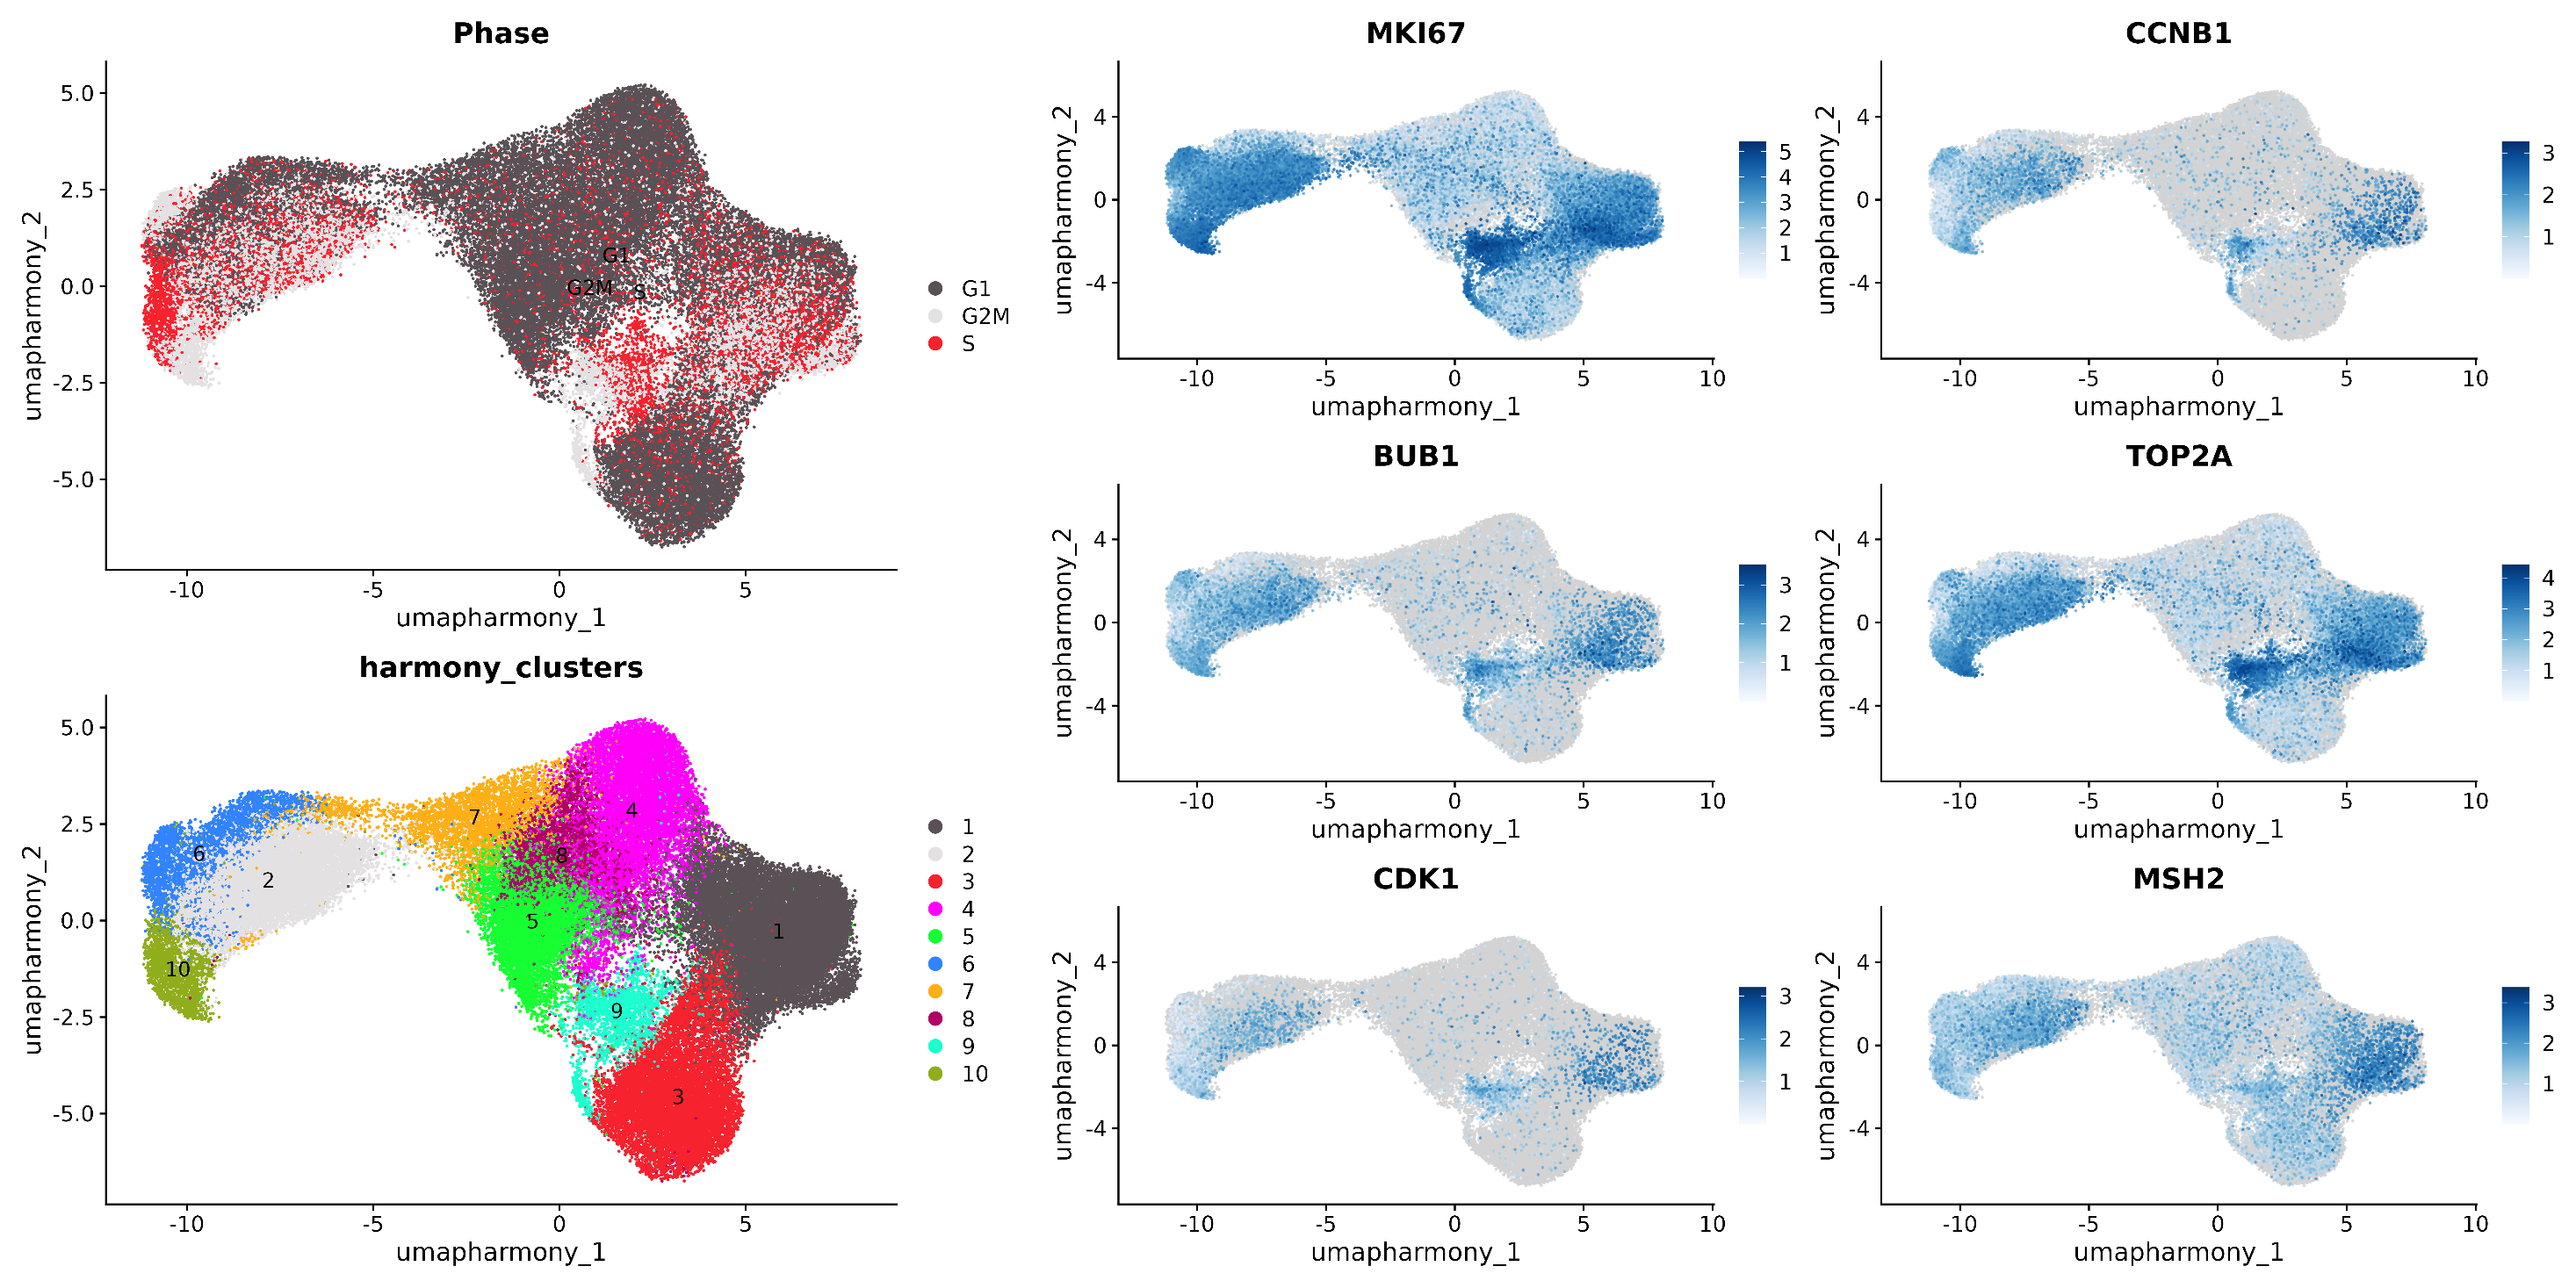 Phase
5.0
2.5
0.0
-2.5
-5.0
umapharmony_2
G1
G2M
S
-10 -5 0 5
umapharmony_1
G1
G2M
S
harmony_clusters
5.0
2.5
0.0
-2.5
-5.0
umapharmony_2
4
7
8
6
2
5
1
10
9
3
-10 -5 0 5
umapharmony_1
1
2
3
4
5
6
7
8
9
10
MKI67
4
0
-4
umapharmony_2
-10 -5 0 5 10
umapharmony_1
5
4
3
2
1
CCNB1
4
0
-4
umapharmony_2
-10 -5 0 5 10
umapharmony_1
3
2
1
BUB1
4
0
-4
umapharmony_2
-10 -5 0 5 10
umapharmony_1
3
2
1
TOP2A
4
0
-4
umapharmony_2
-10 -5 0 5 10
umapharmony_1
4
3
2
1
CDK1
4
0
-4
umapharmony_2
-10 -5 0 5 10
umapharmony_1
3
2
1
MSH2
4
0
-4
umapharmony_2
-10 -5 0 5 10
umapharmony_1
3
2
1